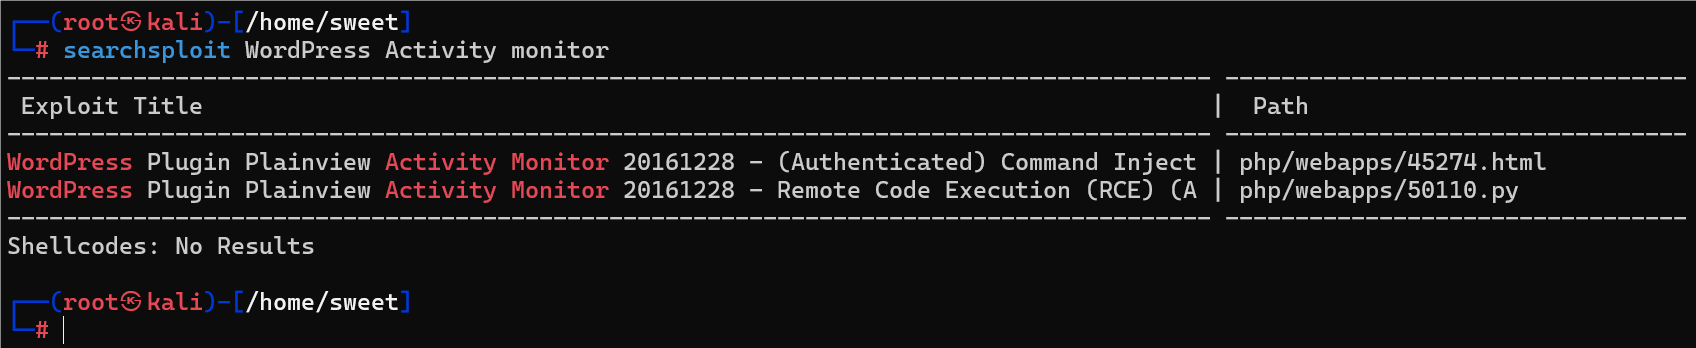 ┌──(root㉿kali)-[/home/sweet]
└─# searchsploit WordPress Activity monitor
--------------------------------------------------------------------------------------- ---------------------------------
 Exploit Title                                                                         |  Path
--------------------------------------------------------------------------------------- ---------------------------------
WordPress Plugin Plainview Activity Monitor 20161228 - (Authenticated) Command Inject | php/webapps/45274.html
WordPress Plugin Plainview Activity Monitor 20161228 - Remote Code Execution (RCE) (A | php/webapps/50110.py
--------------------------------------------------------------------------------------- ---------------------------------
Shellcodes: No Results
┌──(root㉿kali)-[/home/sweet]
└─#